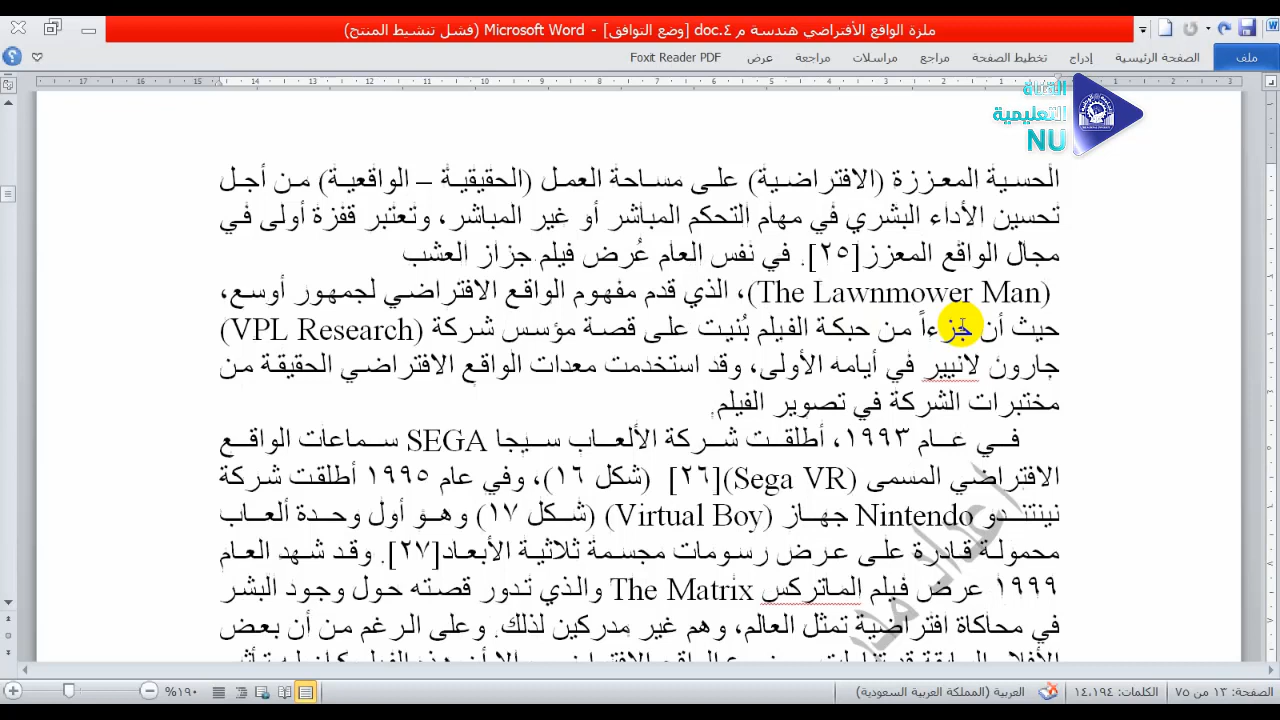 ملزة الواقع الأفتراضي هندسة م ٤.doc [وضع التوافق] - Microsoft Word (فشل تنشيط المنتج)
ملف الصفحة الرئيسية إدراج تخطيط الصفحة مراجع مراسلات مراجعة عرض Foxit Reader PDF
القناة
التعليمية
NU
الحسية المعززة (الافتراضية) على مساحة العمل (الحقيقية – الواقعية) من أجل
تحسين الأداء البشري في مهام التحكم المباشر أو غير المباشر، وتعتبر قفزة أولى في
مجال الواقع المعزز[٢٥]. في نفس العام عُرض فيلم جزاز العشب
(The Lawnmower Man)، الذي قدم مفهوم الواقع الافتراضي لجمهور أوسع،
حيث أن جزءاً من حبكة الفيلم بُنيت على قصة مؤسس شركة (VPL Research)
جارون لانيير في أيامه الأولى، وقد استخدمت معدات الواقع الافتراضي الحقيقة من
مختبرات الشركة في تصوير الفيلم.
في عام ١٩٩٣، أطلقت شركة الألعاب سيجا SEGA سماعات الواقع
الافتراضي المسمى (Sega VR)[٢٦] (شكل ١٦)، وفي عام ١٩٩٥ أطلقت شركة
نينتندو Nintendo جهاز (Virtual Boy) (شكل ١٧) وهو أول وحدة ألعاب
محمولة قادرة على عرض رسومات مجسمة ثلاثية الأبعاد[٢٧]. وقد شهد العام
١٩٩٩ عرض فيلم الماتركس The Matrix والذي تدور قصته حول وجود البشر
في محاكاة افتراضية تمثل العالم، وهم غير مدركين لذلك. وعلى الرغم من أن بعض
الصفحة: ١٣ من ٧٥ الكلمات: ١٤,١٩٤ العربية (المملكة العربية السعودية) ١٩٠%